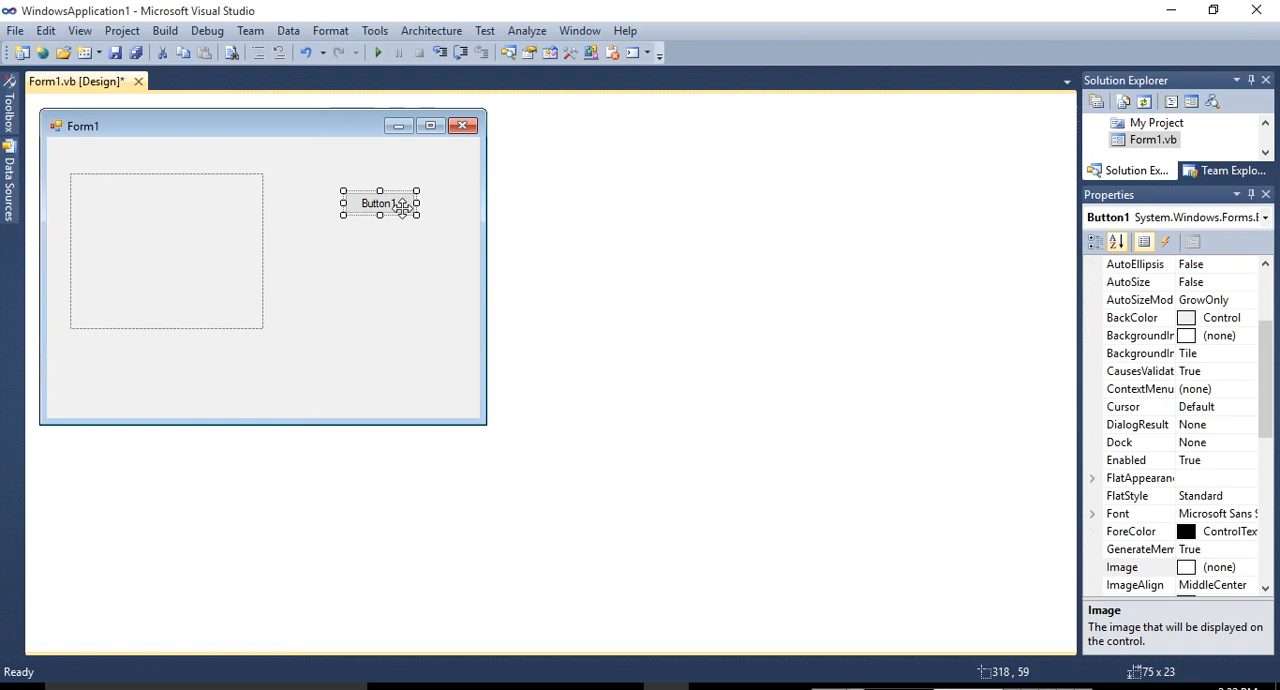 WindowsApplication1 - Microsoft Visual Studio
File Edit View Project Build Debug Team Format Data Tools Architecture Test Analyze Window Help
Form1.vb [Design]*
Toolbox
Data Sources
Form1
Button1
Solution Explorer
My Project
Form1.vb
Solution Ex... Team Explo...
Properties
Button1 System.Windows.Forms.E
AutoEllipsis False
AutoSize False
AutoSizeMod GrowOnly
BackColor Control
BackgroundIr (none)
BackgroundIr Tile
CausesValidat True
ContextMenu (none)
Cursor Default
DialogResult None
Dock None
Enabled True
FlatAppearan
FlatStyle Standard
Font Microsoft Sans S
ForeColor ControlTex
GenerateMem True
Image (none)
ImageAlign MiddleCenter
Image
The image that will be displayed on
the control.
Ready 318 , 59 75 x 23